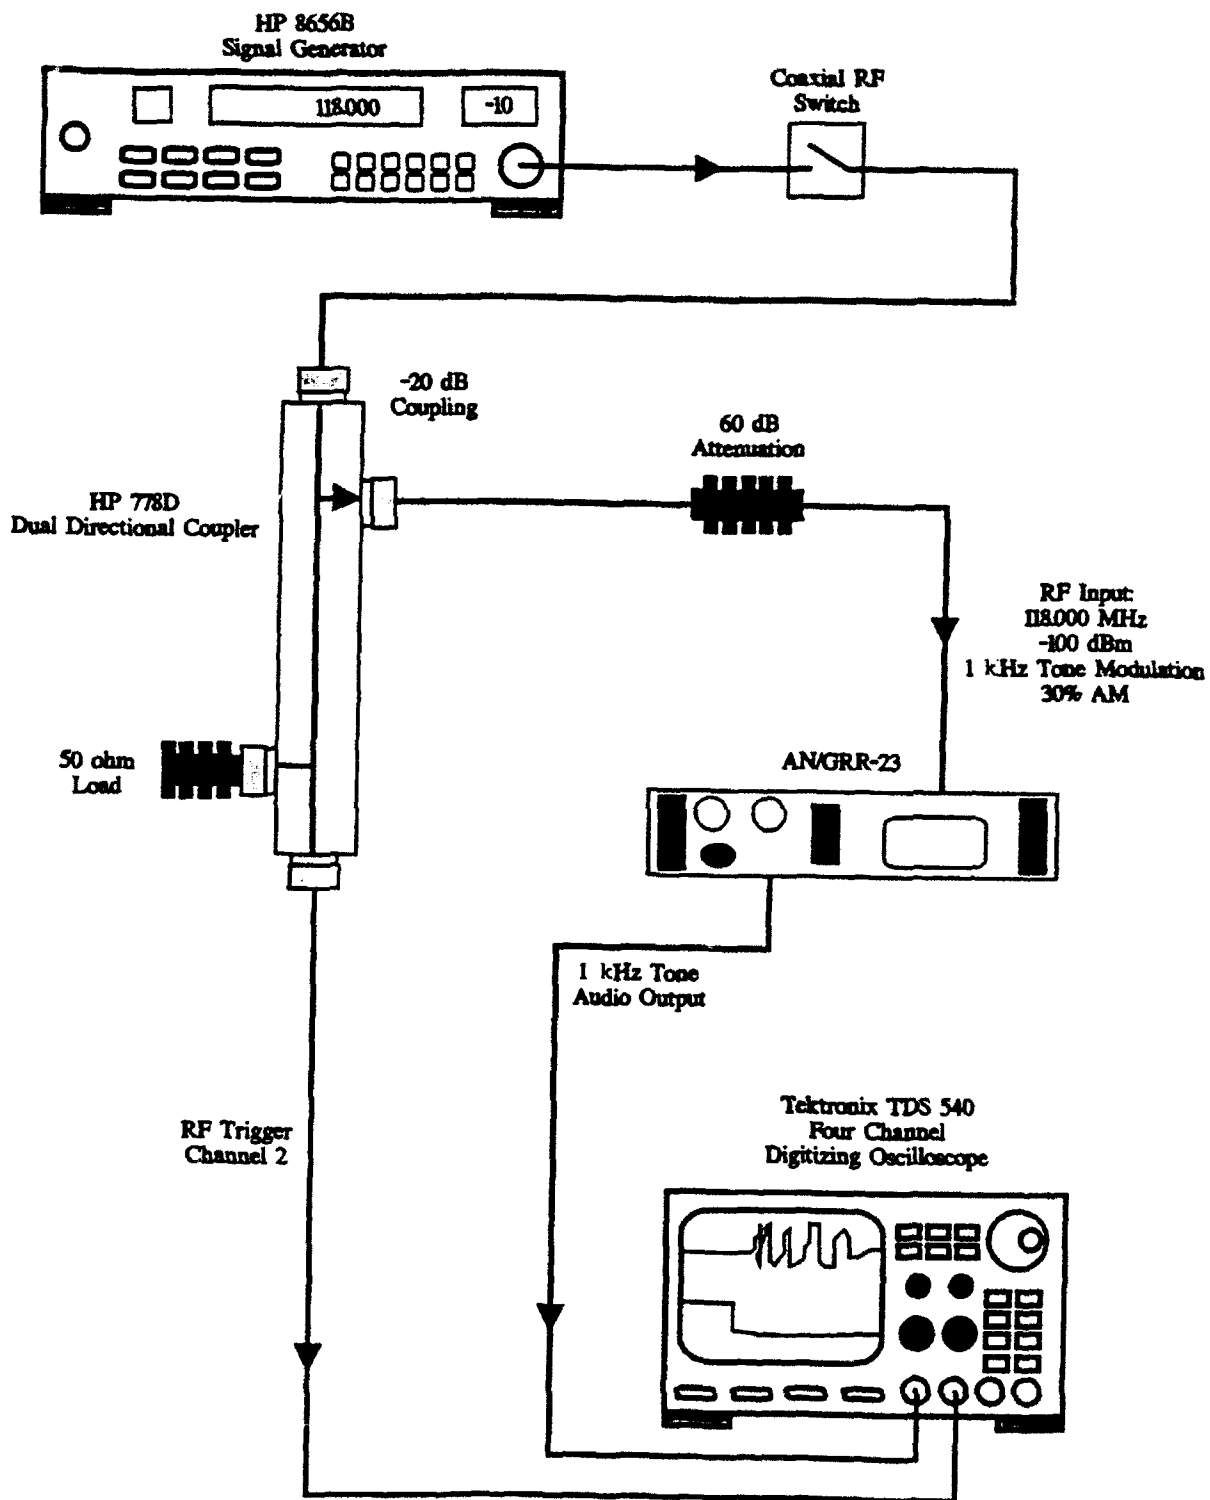 HP 8656B
Signal Generator
118.000
-10
Coaxial RF
Switch
-20 dB
Coupling
60 dB
Attenuation
HP 778D
Dual Directional Coupler
RF Input:
118.000 MHz
-100 dBm
1 kHz Tone Modulation
30% AM
50 ohm
Load
AN/GRR-23
1 kHz Tone
Audio Output
RF Trigger
Channel 2
Tektronix TDS 540
Four Channel
Digitizing Oscilloscope